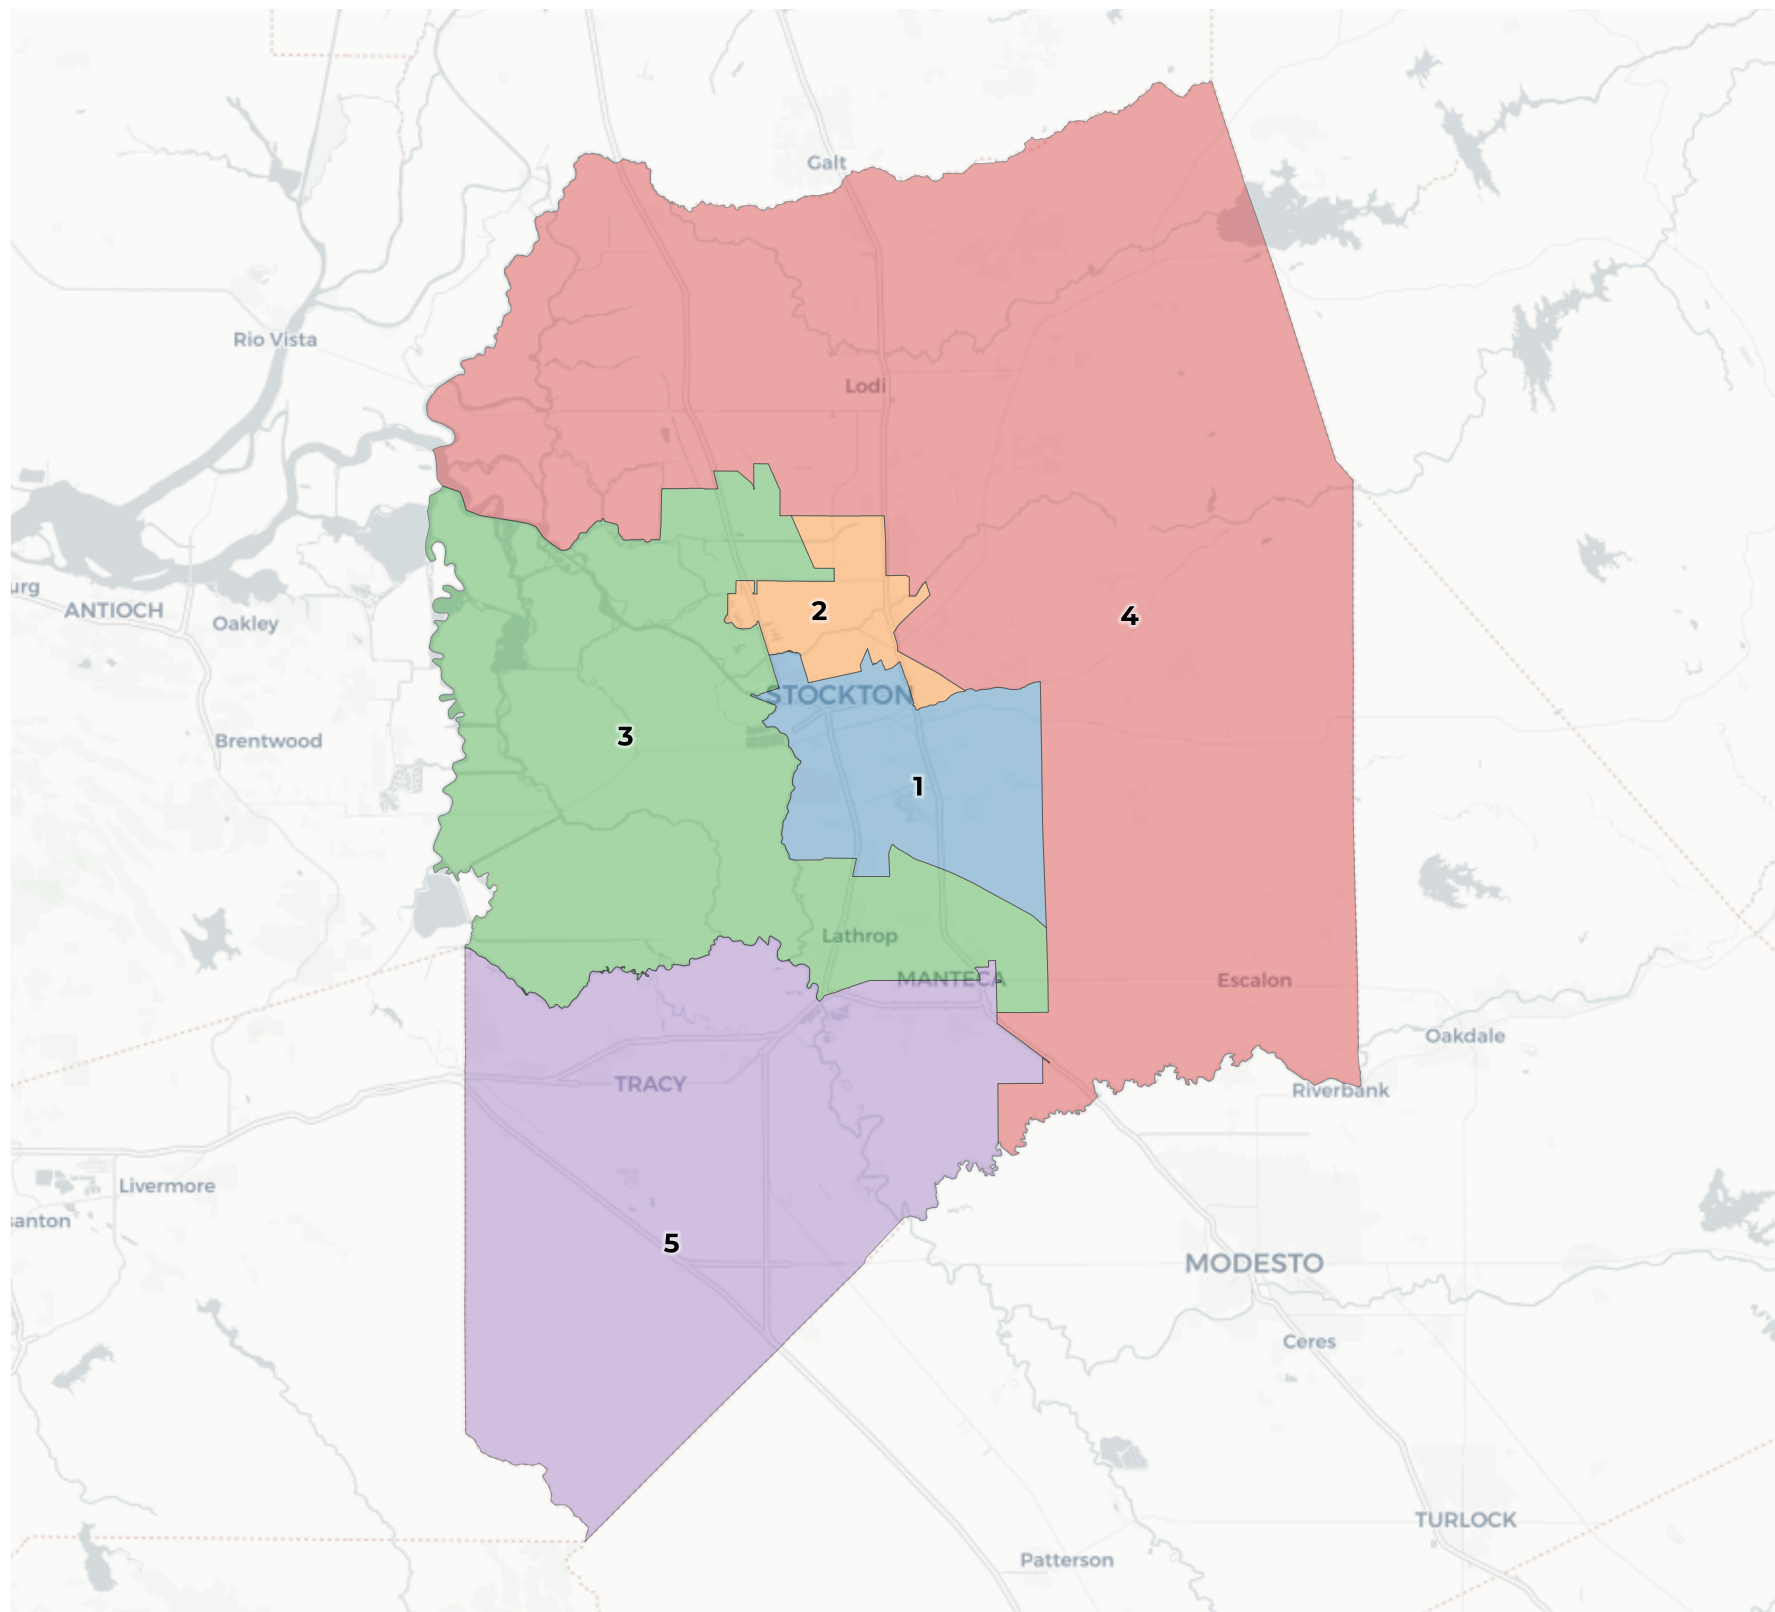 Galt
Rio Vista
Lodi
urg
ANTIOCH
Oakley
2
4
STOCKTON
Brentwood
3
1
Lathrop
MANTECA
Escalon
Oakdale
TRACY
Riverbank
Livermore
santon
5
MODESTO
Ceres
TURLOCK
Patterson